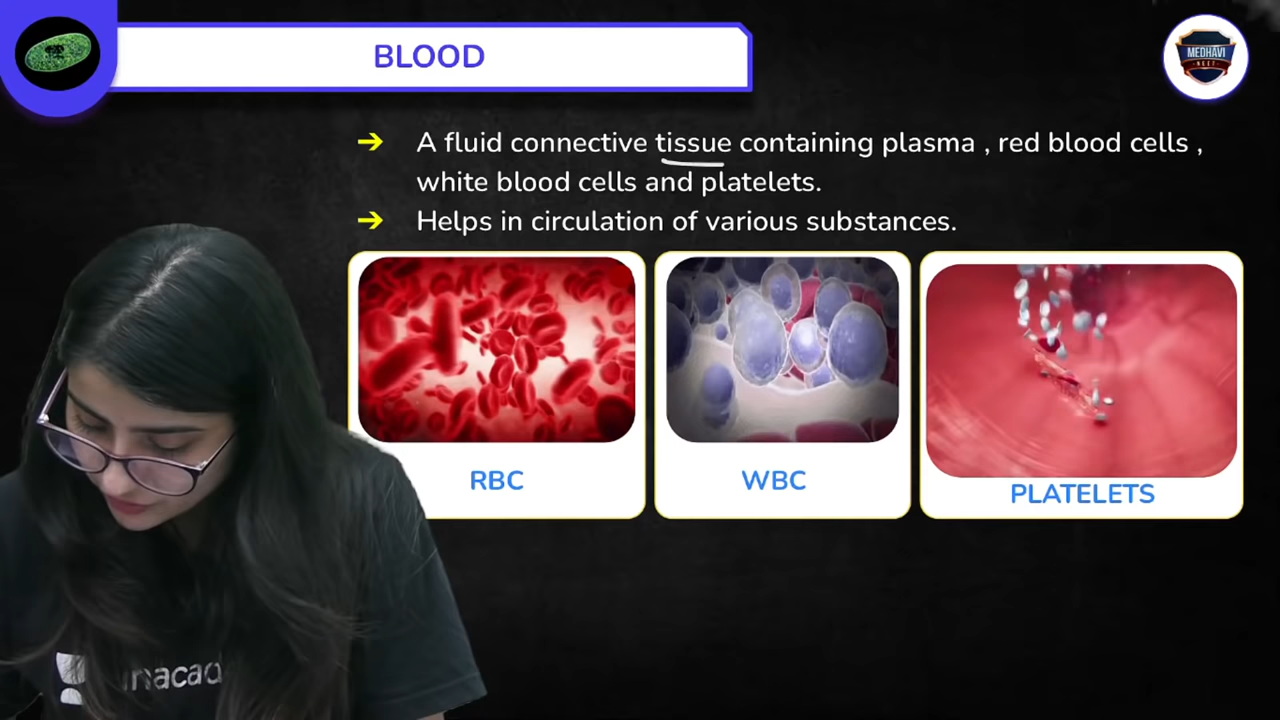 BLOOD
MEDHAVI
NEET
➔ A fluid connective tissue containing plasma , red blood cells ,
white blood cells and platelets.
➔ Helps in circulation of various substances.
RBC
WBC
PLATELETS